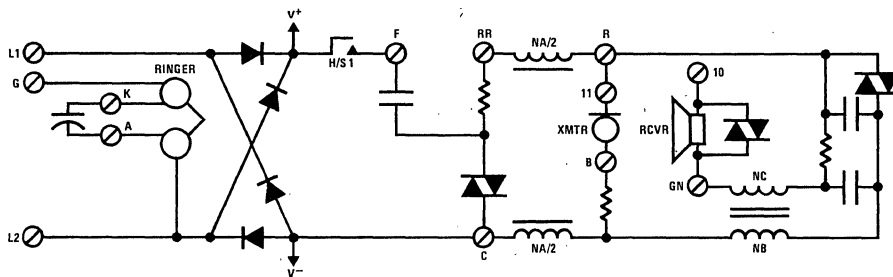 V+
L1
F
RR
NA/2
R
H/S 1
G
RINGER
10
K
11
A
XMTR
RCVR
B
GN
NC
L2
C
NA/2
NB
V−